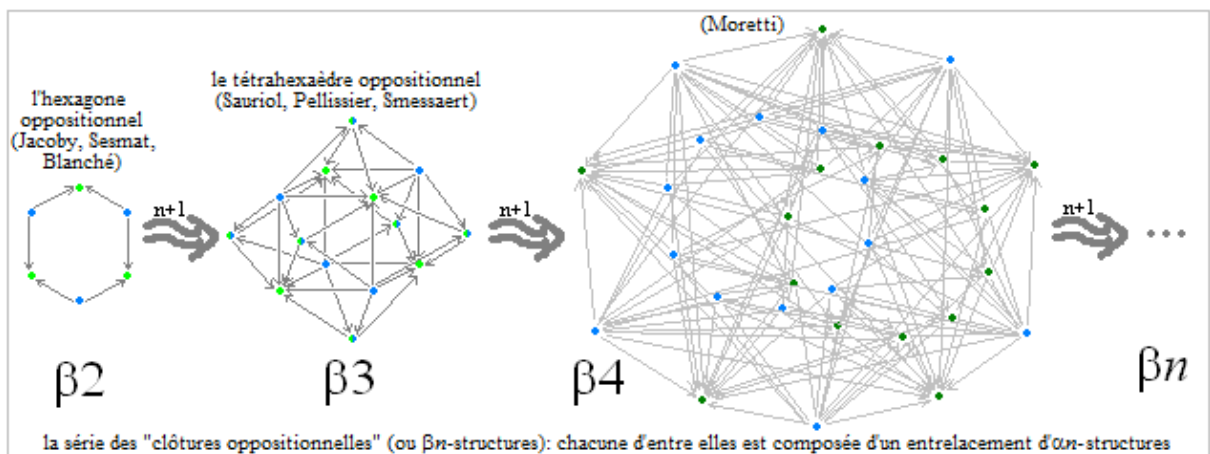 l'hexagone
oppositionnel
(Jacoby, Sesmat,
Blanché)
β2
n+1
le tétrahexaèdre oppositionnel
(Sauriol, Pellissier, Smessaert)
β3
n+1
(Moretti)
β4
n+1
...
βn
la série des "clôtures oppositionnelles" (ou βn-structures): chacune d'entre elles est composée d'un entrelacement d'αn-structures